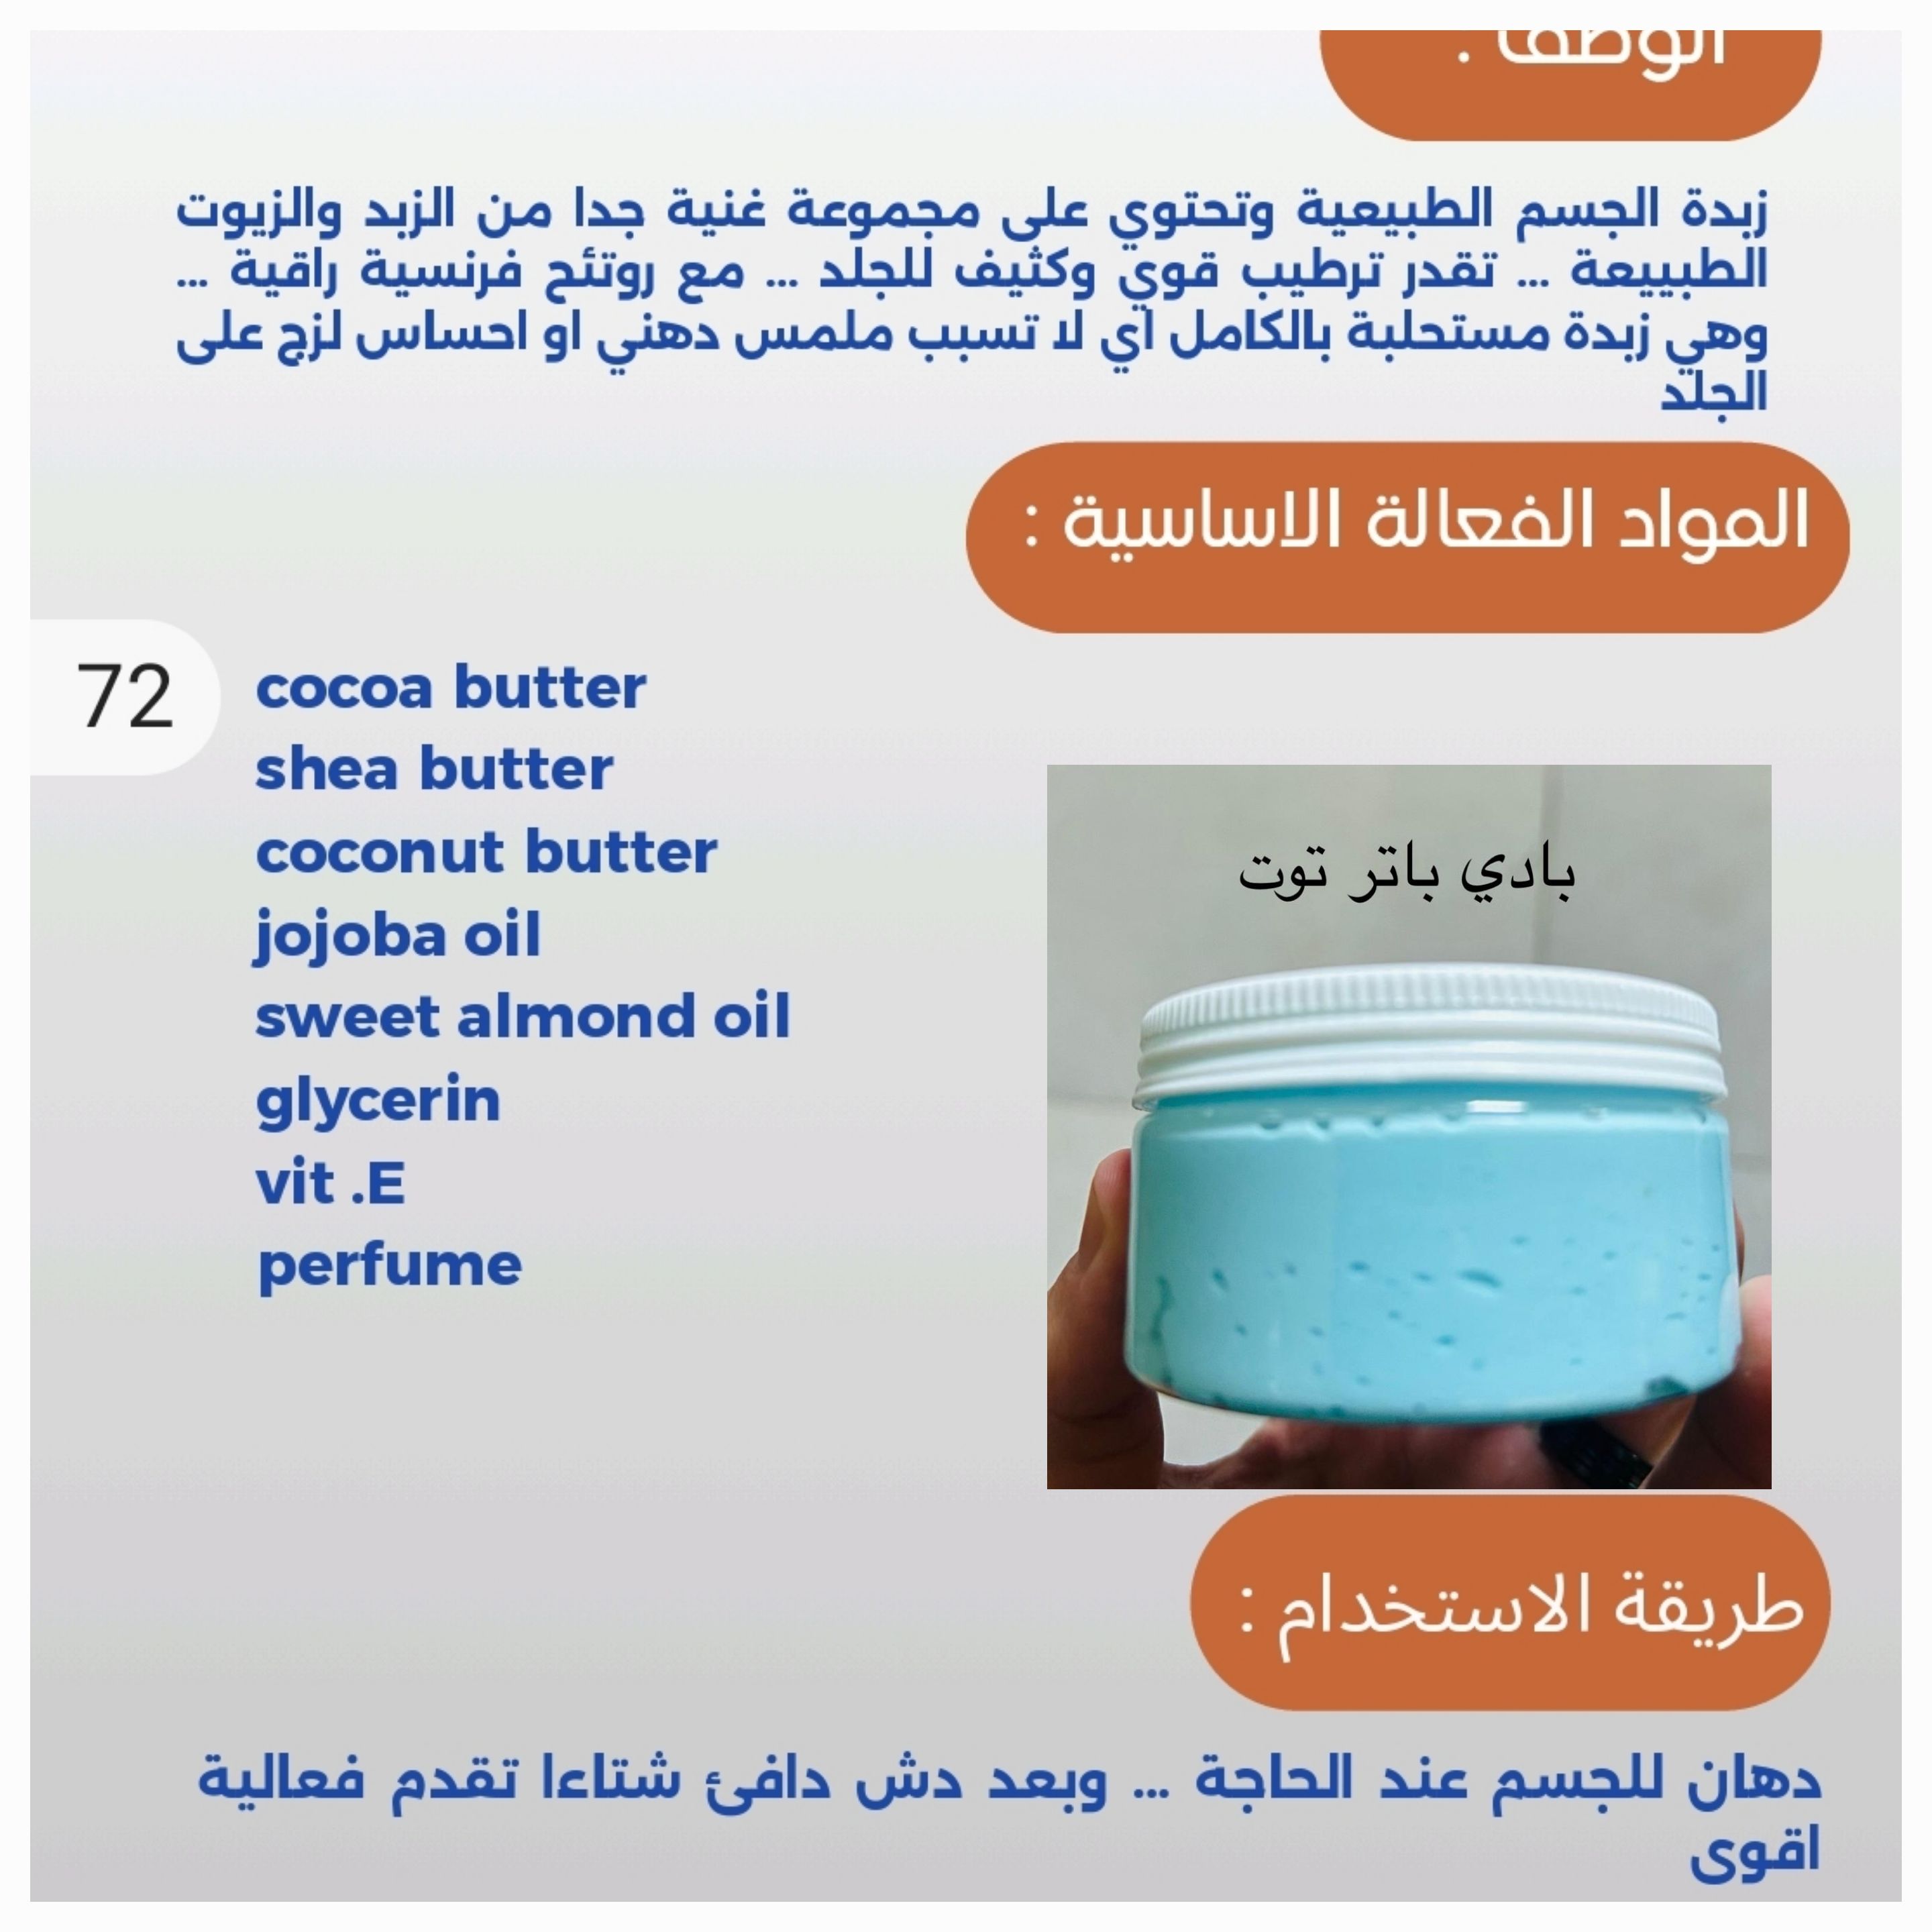 الوصف :
زبدة الجسم الطبيعية وتحتوي على مجموعة غنية جدا من الزبد والزيوت
الطبييعة ... تقدر ترطيب قوي وكثيف للجلد ... مع روتئح فرنسية راقية ...
وهي زبدة مستحلبة بالكامل اي لا تسبب ملمس دهني او احساس لزج على
الجلد
المواد الفعالة الاساسية :
72
cocoa butter
shea butter
coconut butter
jojoba oil
sweet almond oil
glycerin
vit .E
perfume
بادي باتر توت
طريقة الاستخدام :
دهان للجسم عند الحاجة ... وبعد دش دافئ شتاءا تقدم فعالية
اقوى